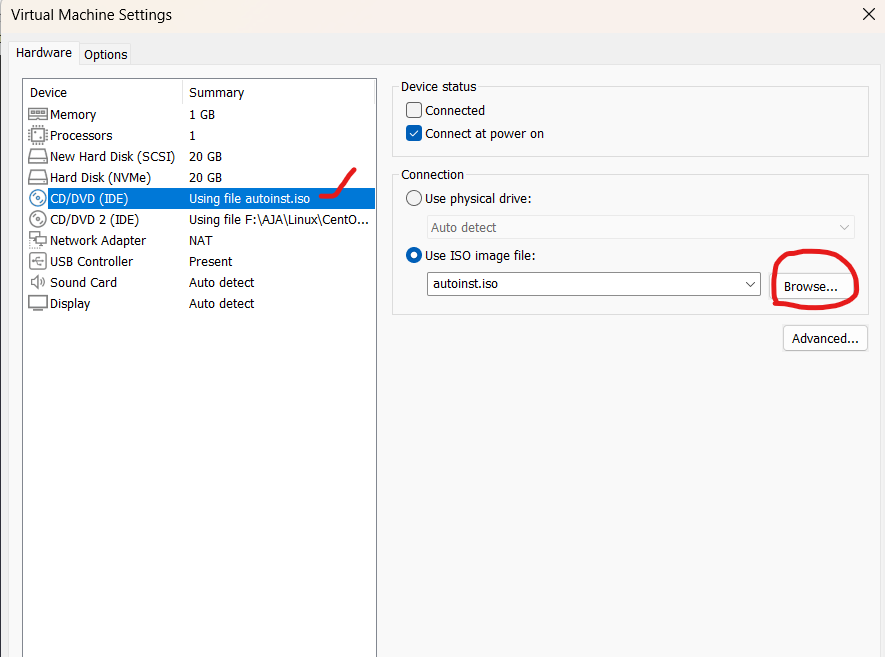 Virtual Machine Settings
Hardware Options
Device Summary
Memory 1 GB
Processors 1
New Hard Disk (SCSI) 20 GB
Hard Disk (NVMe) 20 GB
CD/DVD (IDE) Using file autoinst.iso
CD/DVD 2 (IDE) Using file F:\AJA\Linux\CentO...
Network Adapter NAT
USB Controller Present
Sound Card Auto detect
Display Auto detect
Device status
Connected
Connect at power on
Connection
Use physical drive:
Auto detect
Use ISO image file:
autoinst.iso Browse...
Advanced...